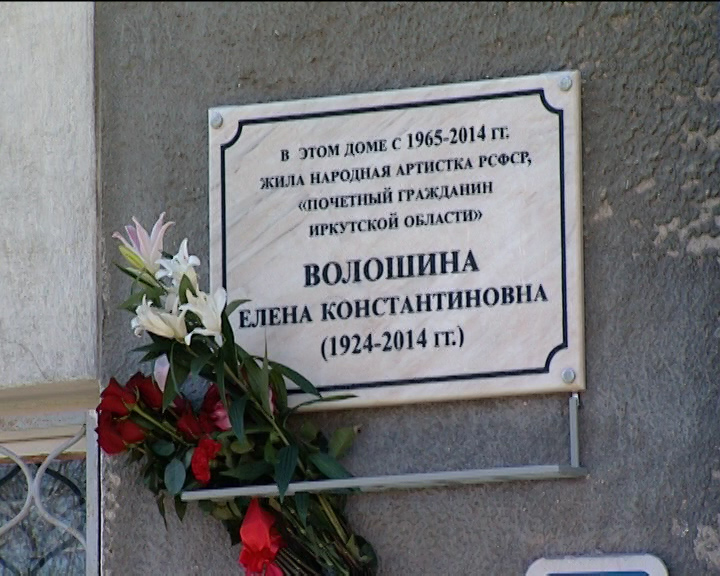 В ЭТОМ ДОМЕ С 1965-2014 ГГ.
ЖИЛА НАРОДНАЯ АРТИСТКА РСФСР,
«ПОЧЕТНЫЙ ГРАЖДАНИН
ИРКУТСКОЙ ОБЛАСТИ»
ВОЛОШИНА
ЕЛЕНА КОНСТАНТИНОВНА
(1924-2014 ГГ.)